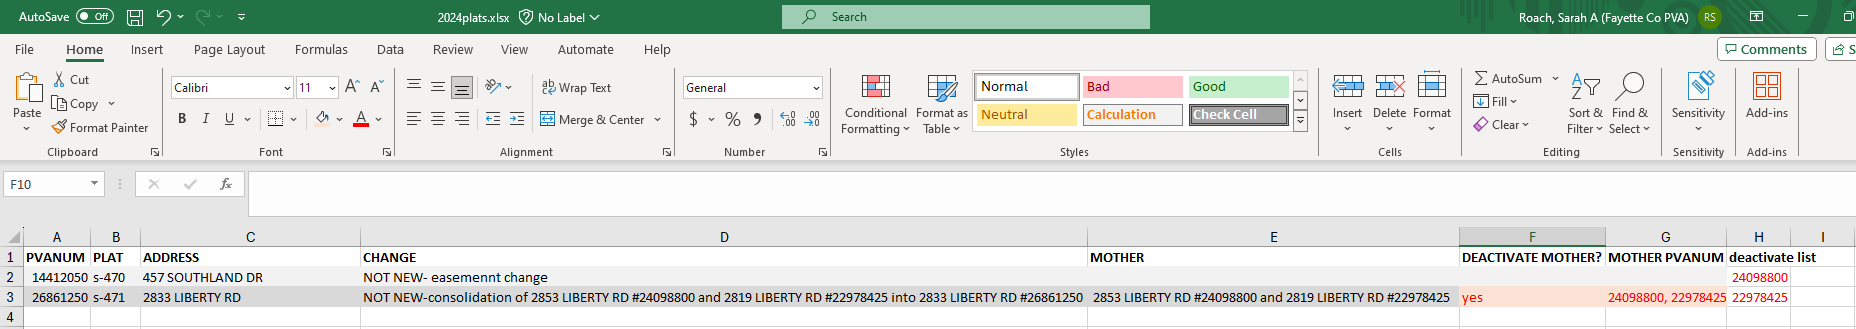 AutoSave Off 2024plats.xlsx No Label Search Roach, Sarah A (Fayette Co PVA) RS
File Home Insert Page Layout Formulas Data Review View Automate Help Comments S
Paste Cut Copy Format Painter Clipboard
Calibri 11 A A B I U A Font
ab Wrap Text Merge & Center Alignment
General $ % , .00 .0 Number
Conditional Formatting Format as Table Normal Bad Good Neutral Calculation Check Cell Styles
Insert Delete Format Cells
AutoSum Fill Clear Sort & Filter Find & Select Editing
Sensitivity Sensitivity
Add-ins Add-ins
F10 fx
A B C D E F G H I
1 PVANUM PLAT ADDRESS CHANGE MOTHER DEACTIVATE MOTHER? MOTHER PVANUM deactivate list
2 14412050 s-470 457 SOUTHLAND DR NOT NEW- easemennt change 24098800
3 26861250 s-471 2833 LIBERTY RD NOT NEW-consolidation of 2853 LIBERTY RD #24098800 and 2819 LIBERTY RD #22978425 into 2833 LIBERTY RD #26861250 2853 LIBERTY RD #24098800 and 2819 LIBERTY RD #22978425 yes 24098800, 22978425 22978425
4